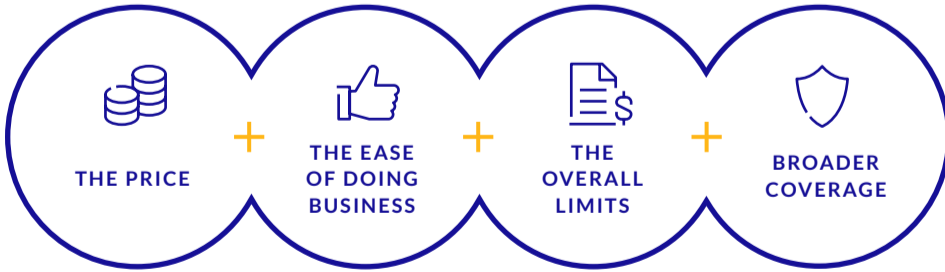 THE PRICE
+
THE EASE
OF DOING
BUSINESS
+
THE
OVERALL
LIMITS
+
BROADER
COVERAGE